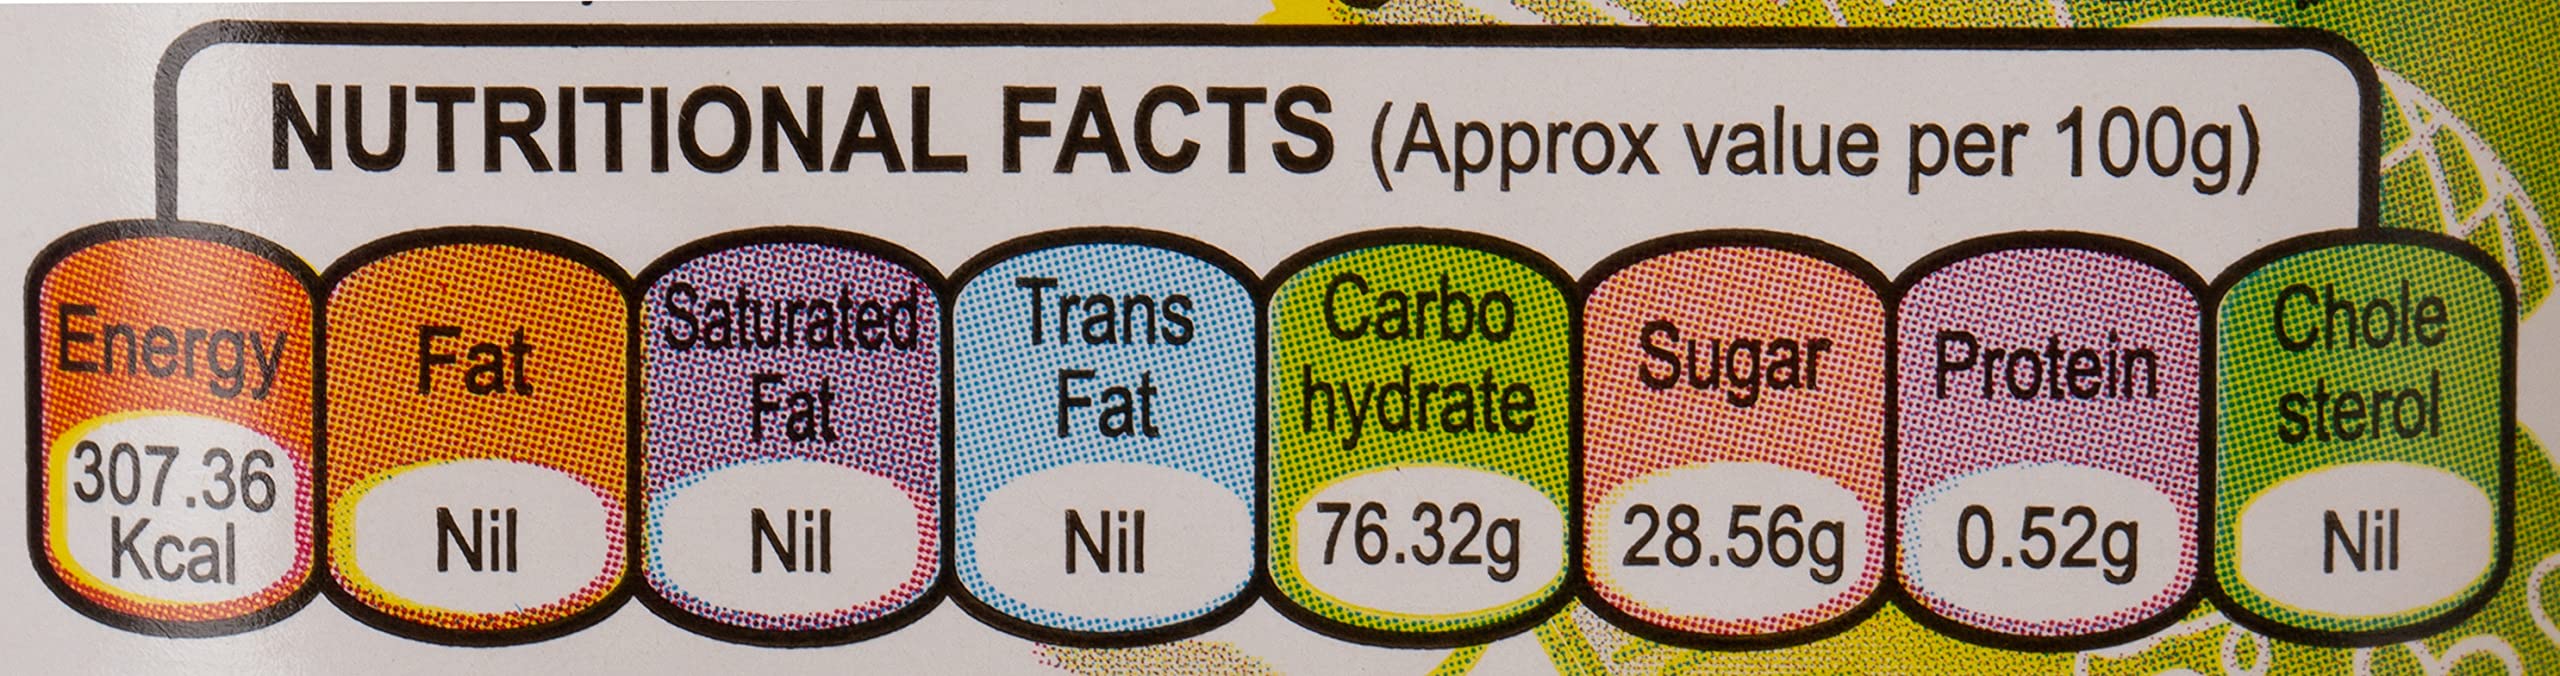 NUTRITIONAL FACTS (Approx value per 100g)
Energy
307.36
Kcal
Fat
Nil
Saturated
Fat
Nil
Trans
Fat
Nil
Carbo
hydrate
76.32g
Sugar
28.56g
Protein
0.52g
Chole
sterol
Nil